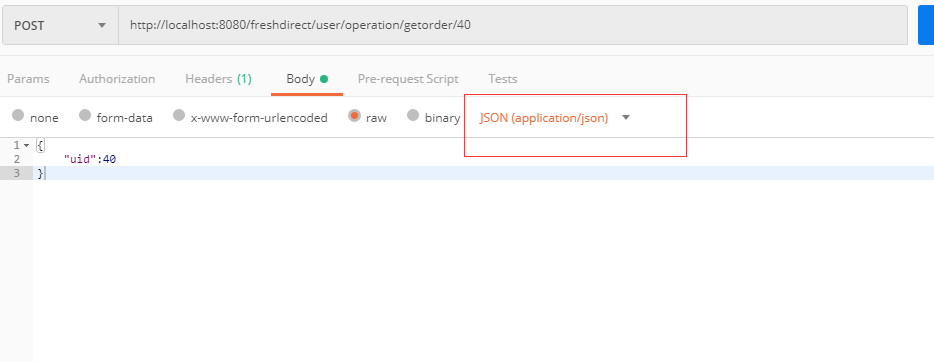 POST http://localhost:8080/freshdirect/user/operation/getorder/40
Params Authorization Headers (1) Body Pre-request Script Tests
none form-data x-www-form-urlencoded raw binary JSON (application/json)
1 {
2 "uid":40
3 }